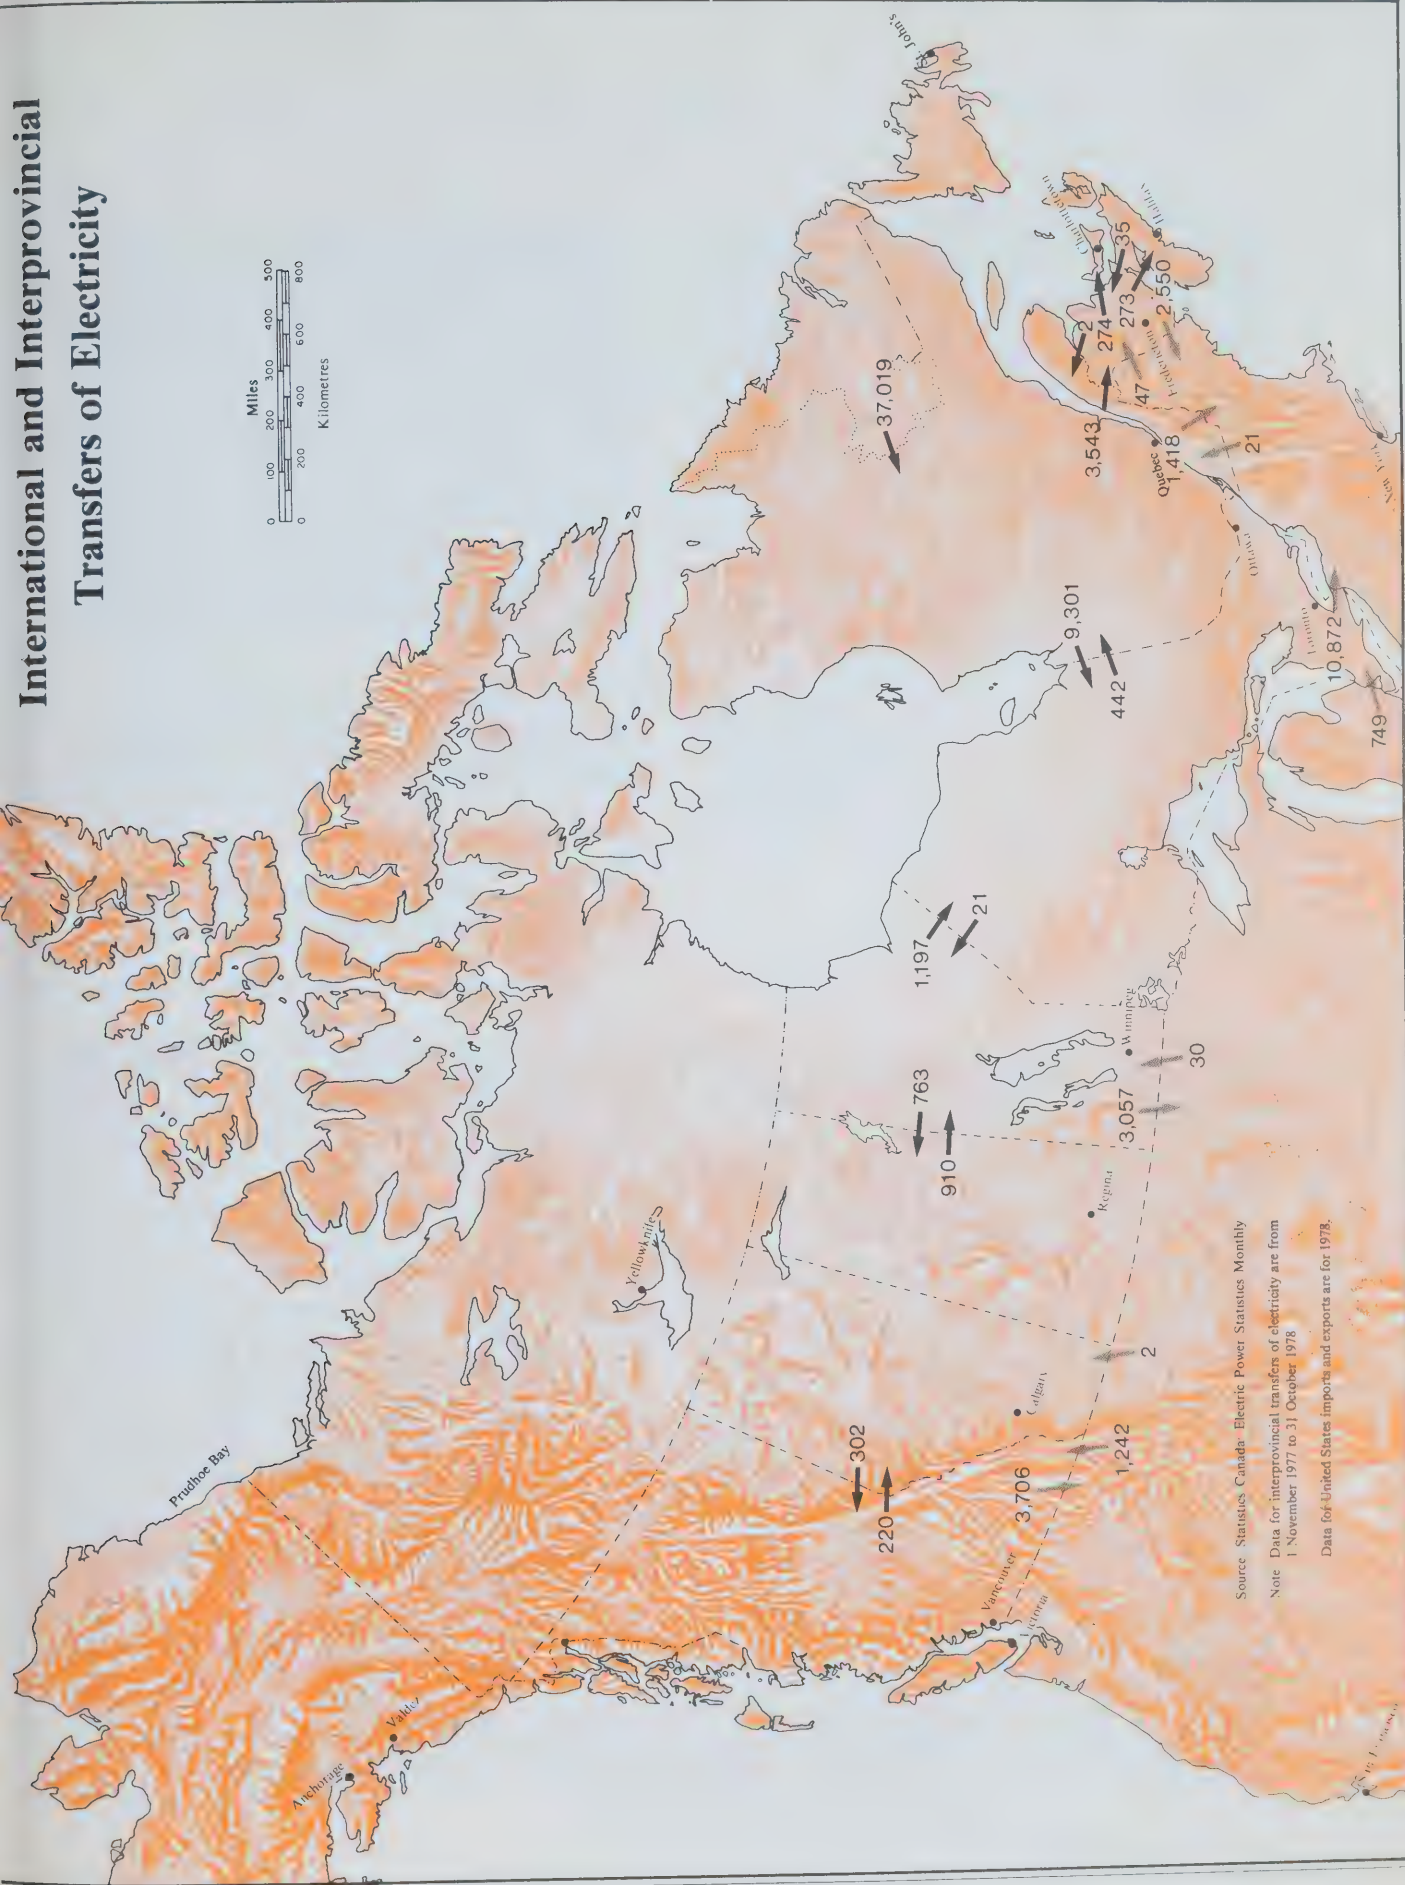 International and Interprovincial
Transfers of Electricity
Miles
0 100 200 300 400 500
0 200 400 600 800
Kilometres
Prudhoe Bay
Anchorage
Valdez
Yellowknife
St. John's
37,019
302
220
763
910
1,197
21
9,301
442
3,543
2
274
Charlottetown
35
273
Halifax
2,550
Fredericton
47
Quebec
1,418
21
Ottawa
Toronto
10,872
749
New York
Vancouver
Victoria
3,706
1,242
Calgary
2
Regina
3,057
Winnipeg
30
San Francisco
Source Statistics Canada Electric Power Statistics Monthly
Note Data for interprovincial transfers of electricity are from
1 November 1977 to 31 October 1978
Data for United States imports and exports are for 1978.